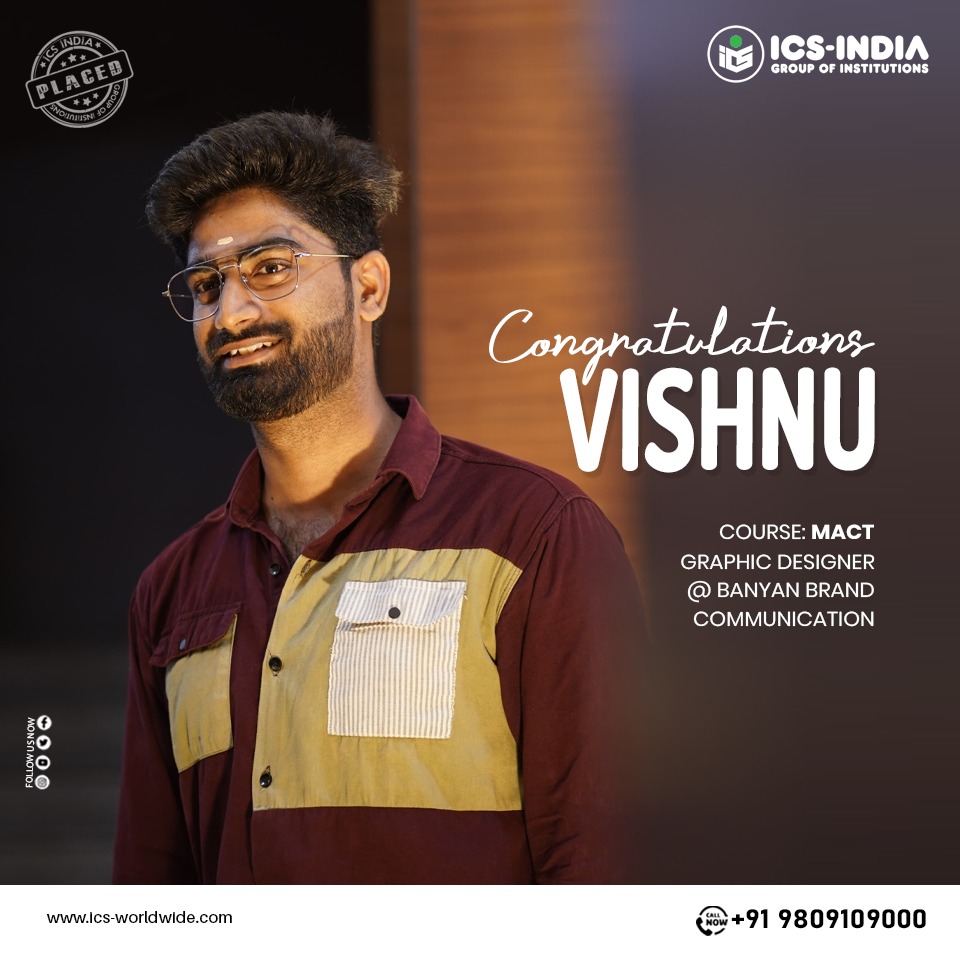 ICS INDIA
PLACED
GROUP OF INSTITUTIONS
ICS-INDIA
GROUP OF INSTITUTIONS
Congratulations
VISHNU
COURSE: MACT
GRAPHIC DESIGNER
@ BANYAN BRAND
COMMUNICATION
FOLLOW US NOW
www.ics-worldwide.com
CALL
NOW
+91 9809109000